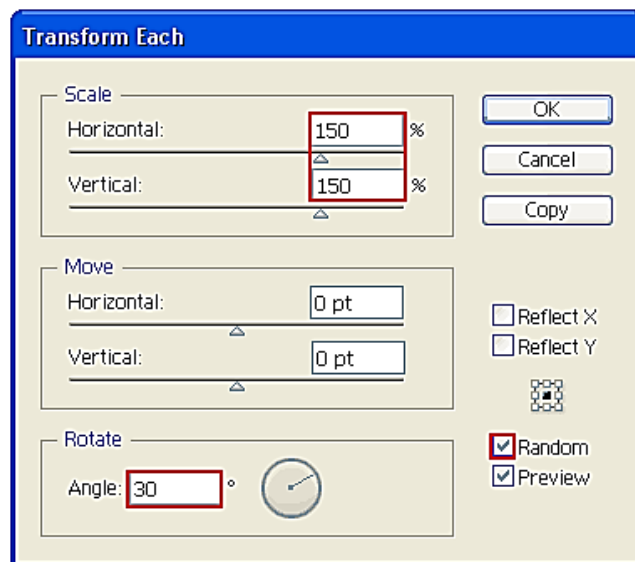 Transform Each
Scale
Horizontal: 150 %
Vertical: 150 %
OK
Cancel
Copy
Move
Horizontal: 0 pt
Vertical: 0 pt
Reflect X
Reflect Y
Rotate
Angle: 30 °
Random
Preview